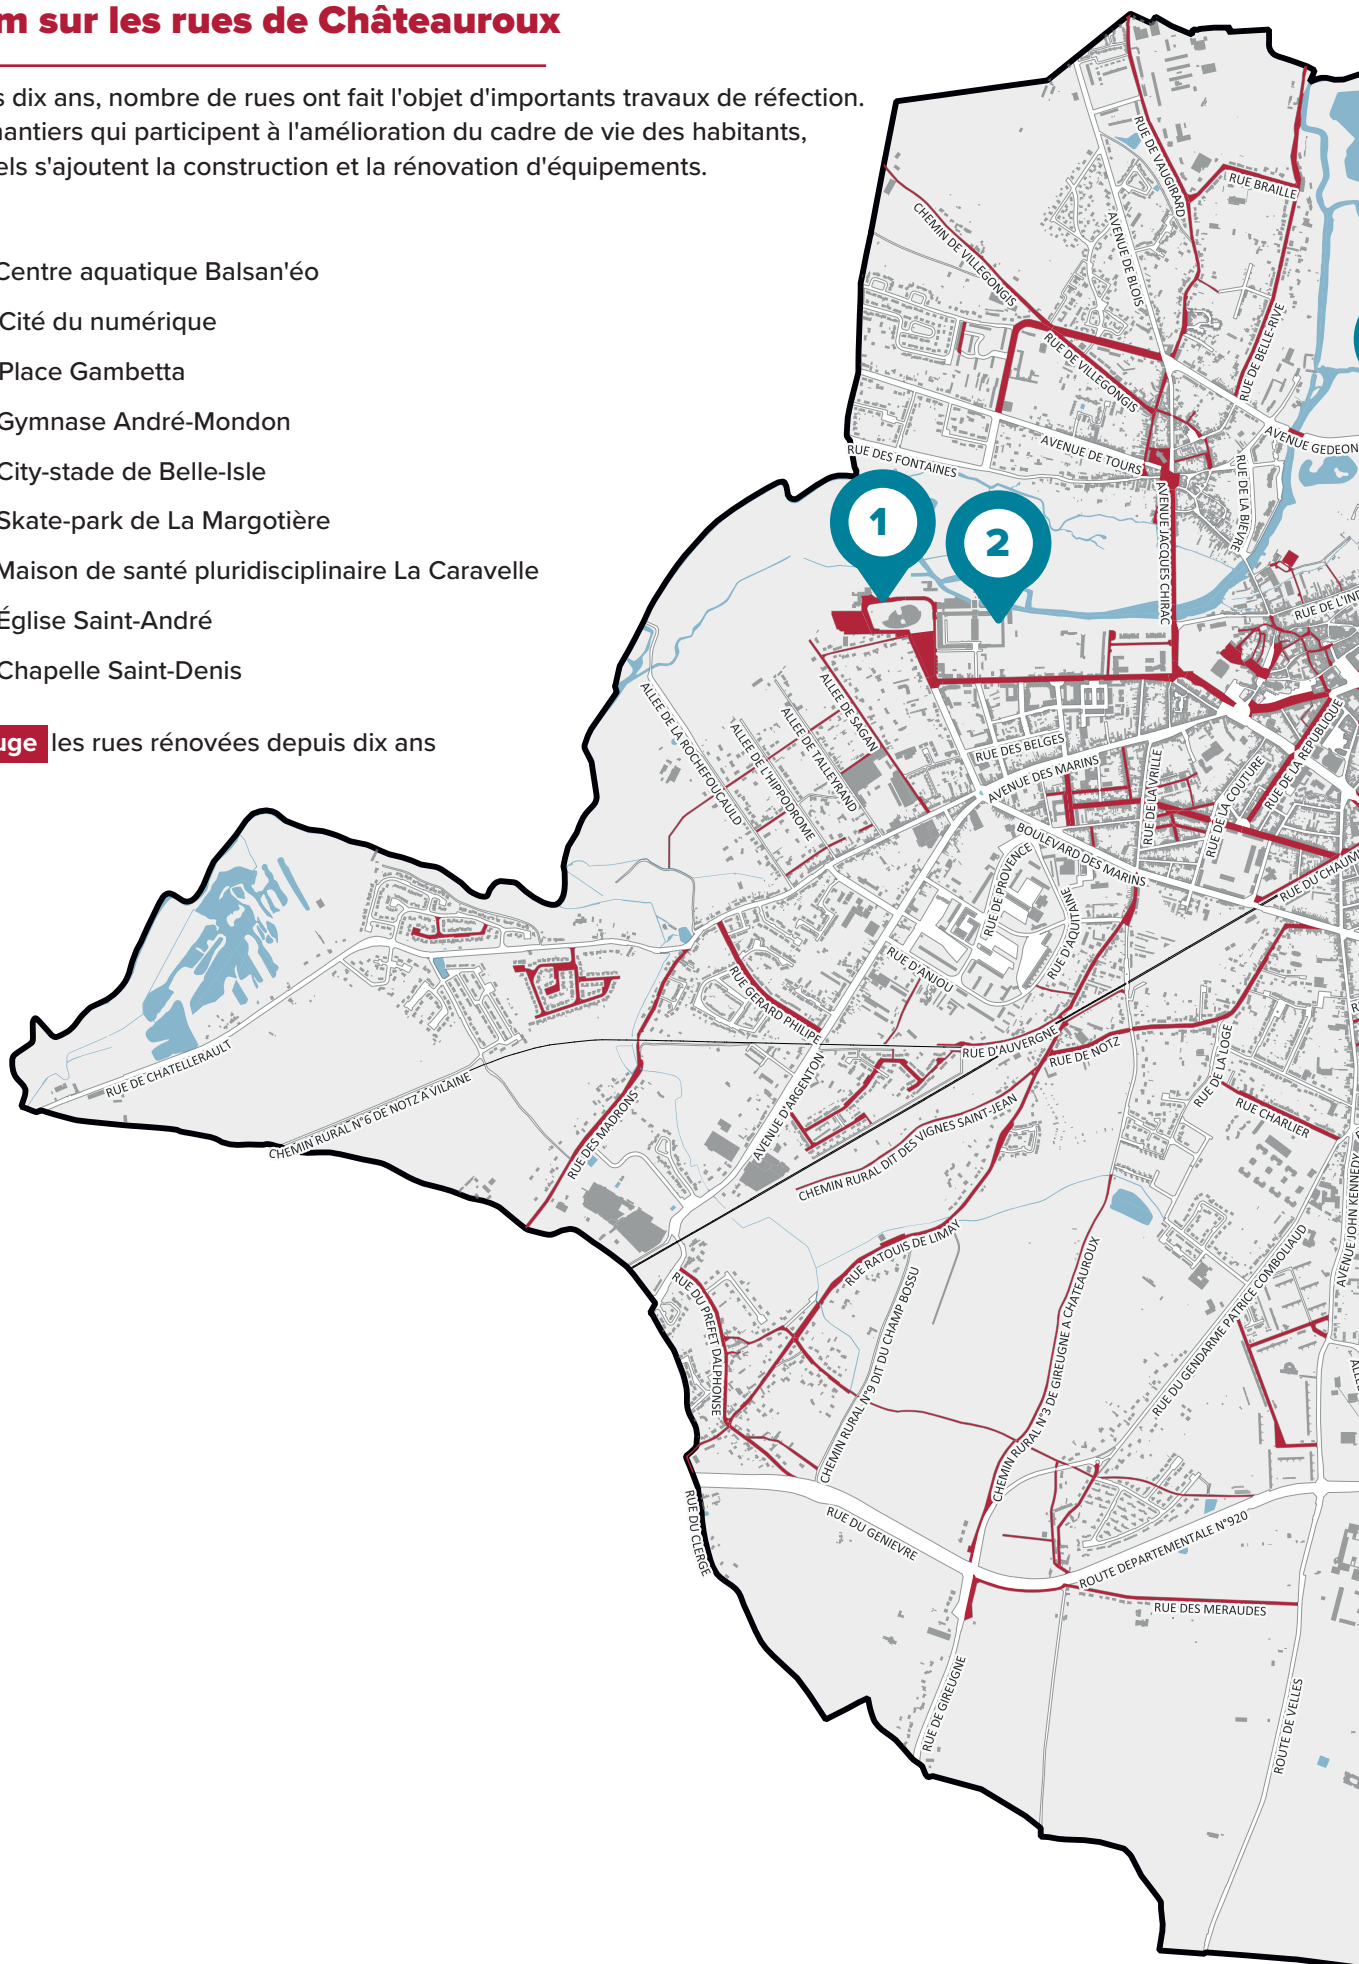 m sur les rues de Châteauroux
s dix ans, nombre de rues ont fait l'objet d'importants travaux de réfection.
hantiers qui participent à l'amélioration du cadre de vie des habitants,
els s'ajoutent la construction et la rénovation d'équipements.
Centre aquatique Balsan'éo
Cité du numérique
Place Gambetta
Gymnase André-Mondon
City-stade de Belle-Isle
Skate-park de La Margotière
Maison de santé pluridisciplinaire La Caravelle
Église Saint-André
Chapelle Saint-Denis
uge les rues rénovées depuis dix ans
RUE DE VAUGIRARD
RUE BRAILLE
CHEMIN DE VILLEGONGIS
AVENUE DE BLOIS
RUE DE BELLE-RIVE
RUE DE VILLEGONGIS
AVENUE GEDEON
AVENUE DE TOURS
RUE DES FONTAINES
RUE DE LA BIEVRE
AVENUE JACQUES CHIRAC
1
2
RUE DE L'IND
ALLEE DE LA ROCHEFOUCAULD
ALLEE DE SAGAN
ALLEE DE TALLEYRAND
ALLEE DE L'HIPPODROME
RUE DES BELGES
AVENUE DES MARINS
RUE DE LA VRILLE
RUE DE LA COUTURE
RUE DE LA REPUBLIQUE
BOULEVARD DES MARINS
RUE DU CHAUM
RUE DE PROVENCE
RUE D'AQUITAINE
RUE D'ANJOU
RUE GERARD PHILIPE
RUE D'AUVERGNE
RUE DE NOTZ
RUE DE LA LOGE
RUE CHARLIER
RUE DE CHATELLERAULT
CHEMIN RURAL N°6 DE NOTZ A VILAINE
RUE DES MADRONS
AVENUE D'ARGENTON
CHEMIN RURAL DIT DES VIGNES SAINT-JEAN
AVENUE JOHN KENNEDY
RUE RATOUIS DE LIMAY
RUE DU PREFET DALPHONSE
CHEMIN RURAL N°9 DIT DU CHAMP BOSSU
CHEMIN RURAL N°3 DE GIREUGNE A CHATEAUROUX
RUE DU GENDARME PATRICE COMBOLIAUD
ALLE
RUE DU CLERGE
RUE DU GENIEVRE
ROUTE DEPARTEMENTALE N°920
RUE DES MERAUDES
RUE DE GIREUGNE
ROUTE DE VELLES